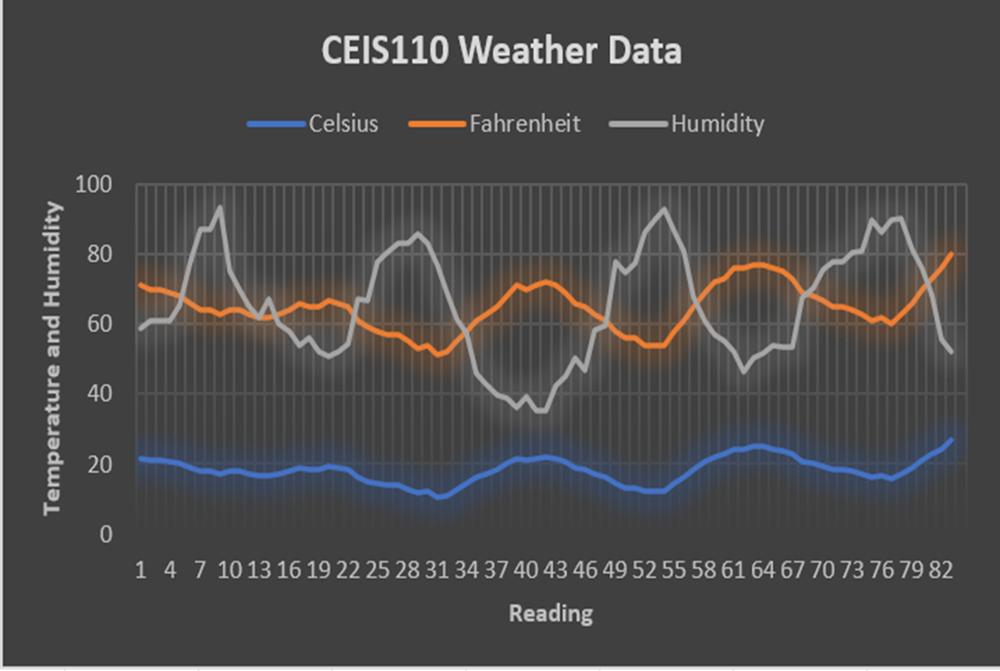 CEIS110 Weather Data
Celsius Fahrenheit Humidity
Temperature and Humidity
100
80
60
40
20
0
1 4 7 10 13 16 19 22 25 28 31 34 37 40 43 46 49 52 55 58 61 64 67 70 73 76 79 82
Reading